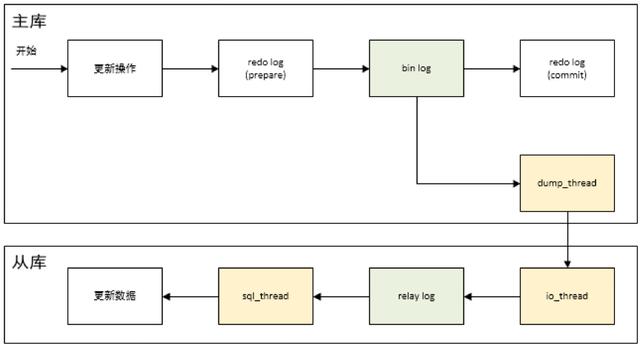 主库
开始
更新操作
redo log
(prepare)
bin log
redo log
(commit)
dump_thread
从库
更新数据
sql_thread
relay log
io_thread